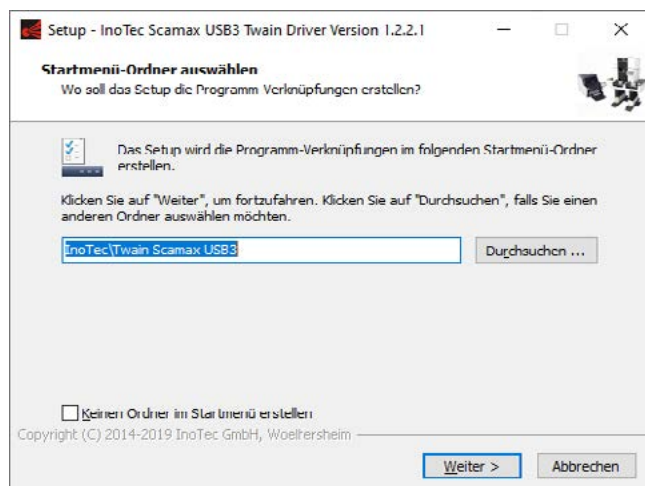 Setup - InoTec Scamax USB3 Twain Driver Version 1.2.2.1
Startmenü-Ordner auswählen
Wo soll das Setup die Programm-Verknüpfungen erstellen?
Das Setup wird die Programm-Verknüpfungen im folgenden Startmenü-Ordner
erstellen.
Klicken Sie auf "Weiter", um fortzufahren. Klicken Sie auf "Durchsuchen", falls Sie einen
anderen Ordner auswählen möchten.
InoTec\Twain Scamax USB3
Durchsuchen ...
Keinen Ordner im Startmenü erstellen
Copyright (C) 2014-2019 InoTec GmbH, Woelfersheim
Weiter >
Abbrechen